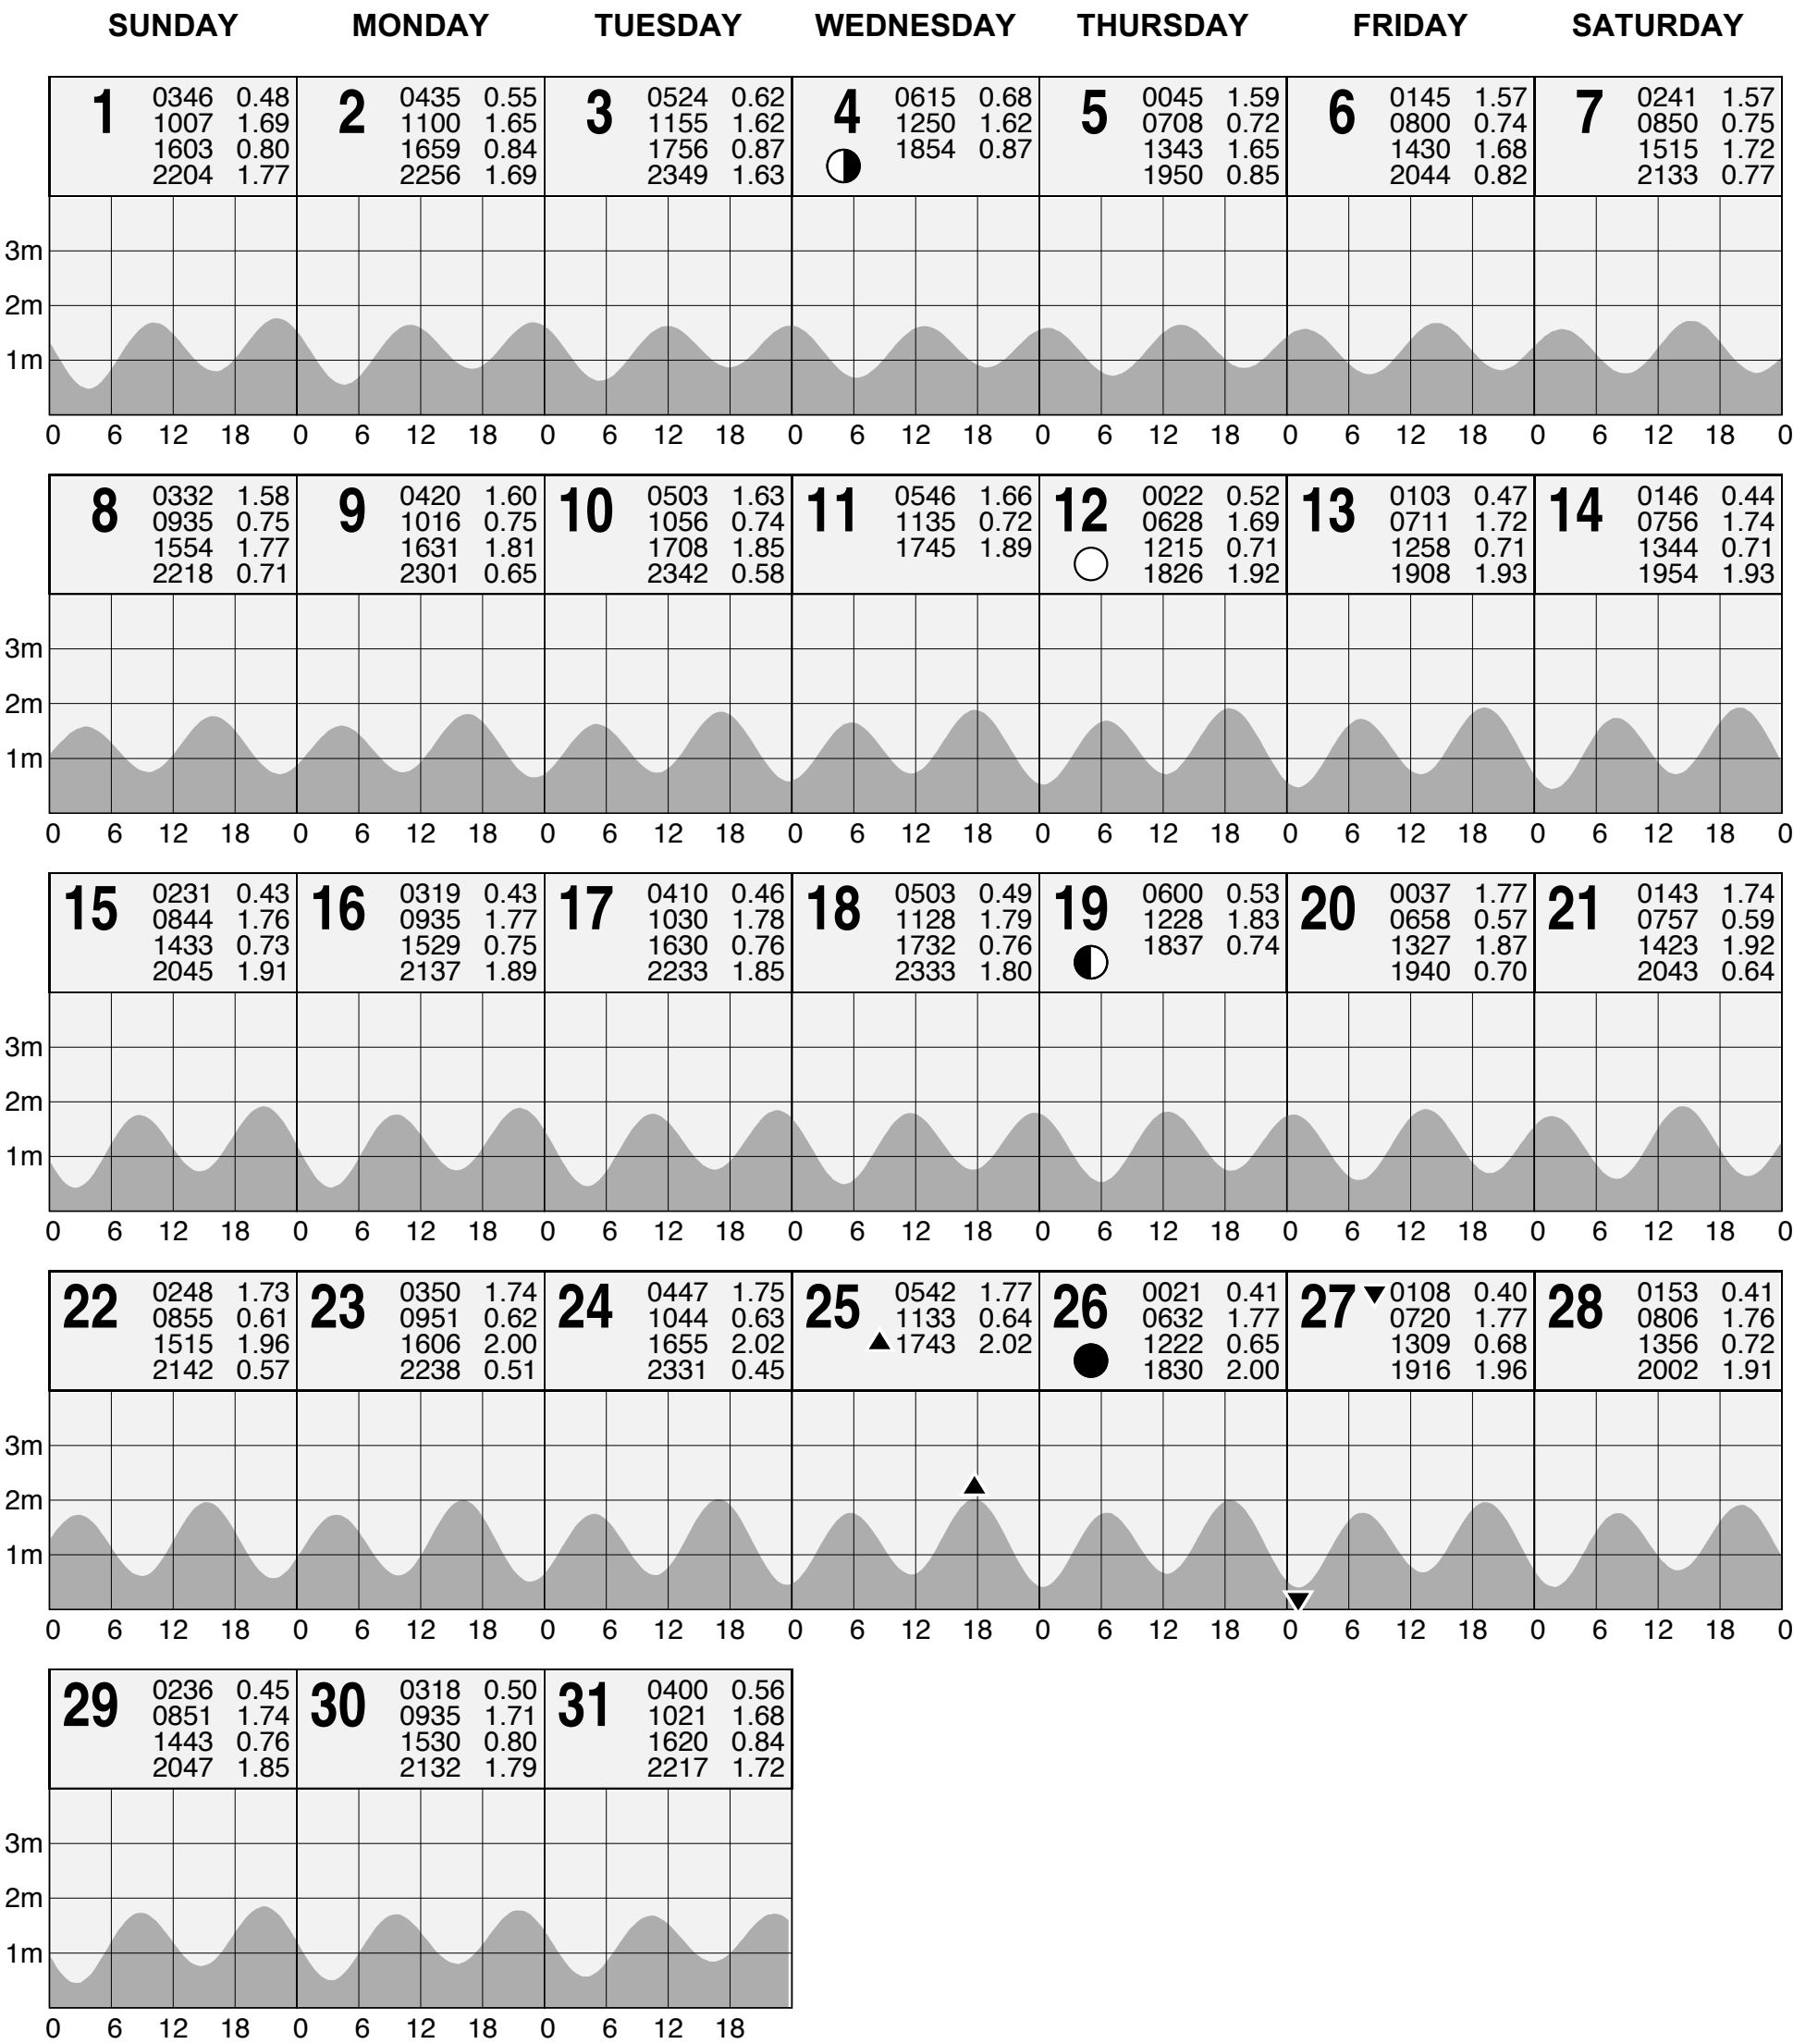 SUNDAY MONDAY TUESDAY WEDNESDAY THURSDAY FRIDAY SATURDAY
1 0346 0.48
1007 1.69
1603 0.80
2204 1.77
2 0435 0.55
1100 1.65
1659 0.84
2256 1.69
3 0524 0.62
1155 1.62
1756 0.87
2349 1.63
4 0615 0.68
1250 1.62
1854 0.87
5 0045 1.59
0708 0.72
1343 1.65
1950 0.85
6 0145 1.57
0800 0.74
1430 1.68
2044 0.82
7 0241 1.57
0850 0.75
1515 1.72
2133 0.77
3m
2m
1m
0 6 12 18 0 6 12 18 0 6 12 18 0 6 12 18 0 6 12 18 0 6 12 18 0 6 12 18 0
8 0332 1.58
0935 0.75
1554 1.77
2218 0.71
9 0420 1.60
1016 0.75
1631 1.81
2301 0.65
10 0503 1.63
1056 0.74
1708 1.85
2342 0.58
11 0546 1.66
1135 0.72
1745 1.89
12 0022 0.52
0628 1.69
1215 0.71
1826 1.92
13 0103 0.47
0711 1.72
1258 0.71
1908 1.93
14 0146 0.44
0756 1.74
1344 0.71
1954 1.93
3m
2m
1m
0 6 12 18 0 6 12 18 0 6 12 18 0 6 12 18 0 6 12 18 0 6 12 18 0 6 12 18 0
15 0231 0.43
0844 1.76
1433 0.73
2045 1.91
16 0319 0.43
0935 1.77
1529 0.75
2137 1.89
17 0410 0.46
1030 1.78
1630 0.76
2233 1.85
18 0503 0.49
1128 1.79
1732 0.76
2333 1.80
19 0600 0.53
1228 1.83
1837 0.74
20 0037 1.77
0658 0.57
1327 1.87
1940 0.70
21 0143 1.74
0757 0.59
1423 1.92
2043 0.64
3m
2m
1m
0 6 12 18 0 6 12 18 0 6 12 18 0 6 12 18 0 6 12 18 0 6 12 18 0 6 12 18 0
22 0248 1.73
0855 0.61
1515 1.96
2142 0.57
23 0350 1.74
0951 0.62
1606 2.00
2238 0.51
24 0447 1.75
1044 0.63
1655 2.02
2331 0.45
25 0542 1.77
1133 0.64
1743 2.02
26 0021 0.41
0632 1.77
1222 0.65
1830 2.00
27 0108 0.40
0720 1.77
1309 0.68
1916 1.96
28 0153 0.41
0806 1.76
1356 0.72
2002 1.91
3m
2m
1m
0 6 12 18 0 6 12 18 0 6 12 18 0 6 12 18 0 6 12 18 0 6 12 18 0 6 12 18 0
29 0236 0.45
0851 1.74
1443 0.76
2047 1.85
30 0318 0.50
0935 1.71
1530 0.80
2132 1.79
31 0400 0.56
1021 1.68
1620 0.84
2217 1.72
3m
2m
1m
0 6 12 18 0 6 12 18 0 6 12 18